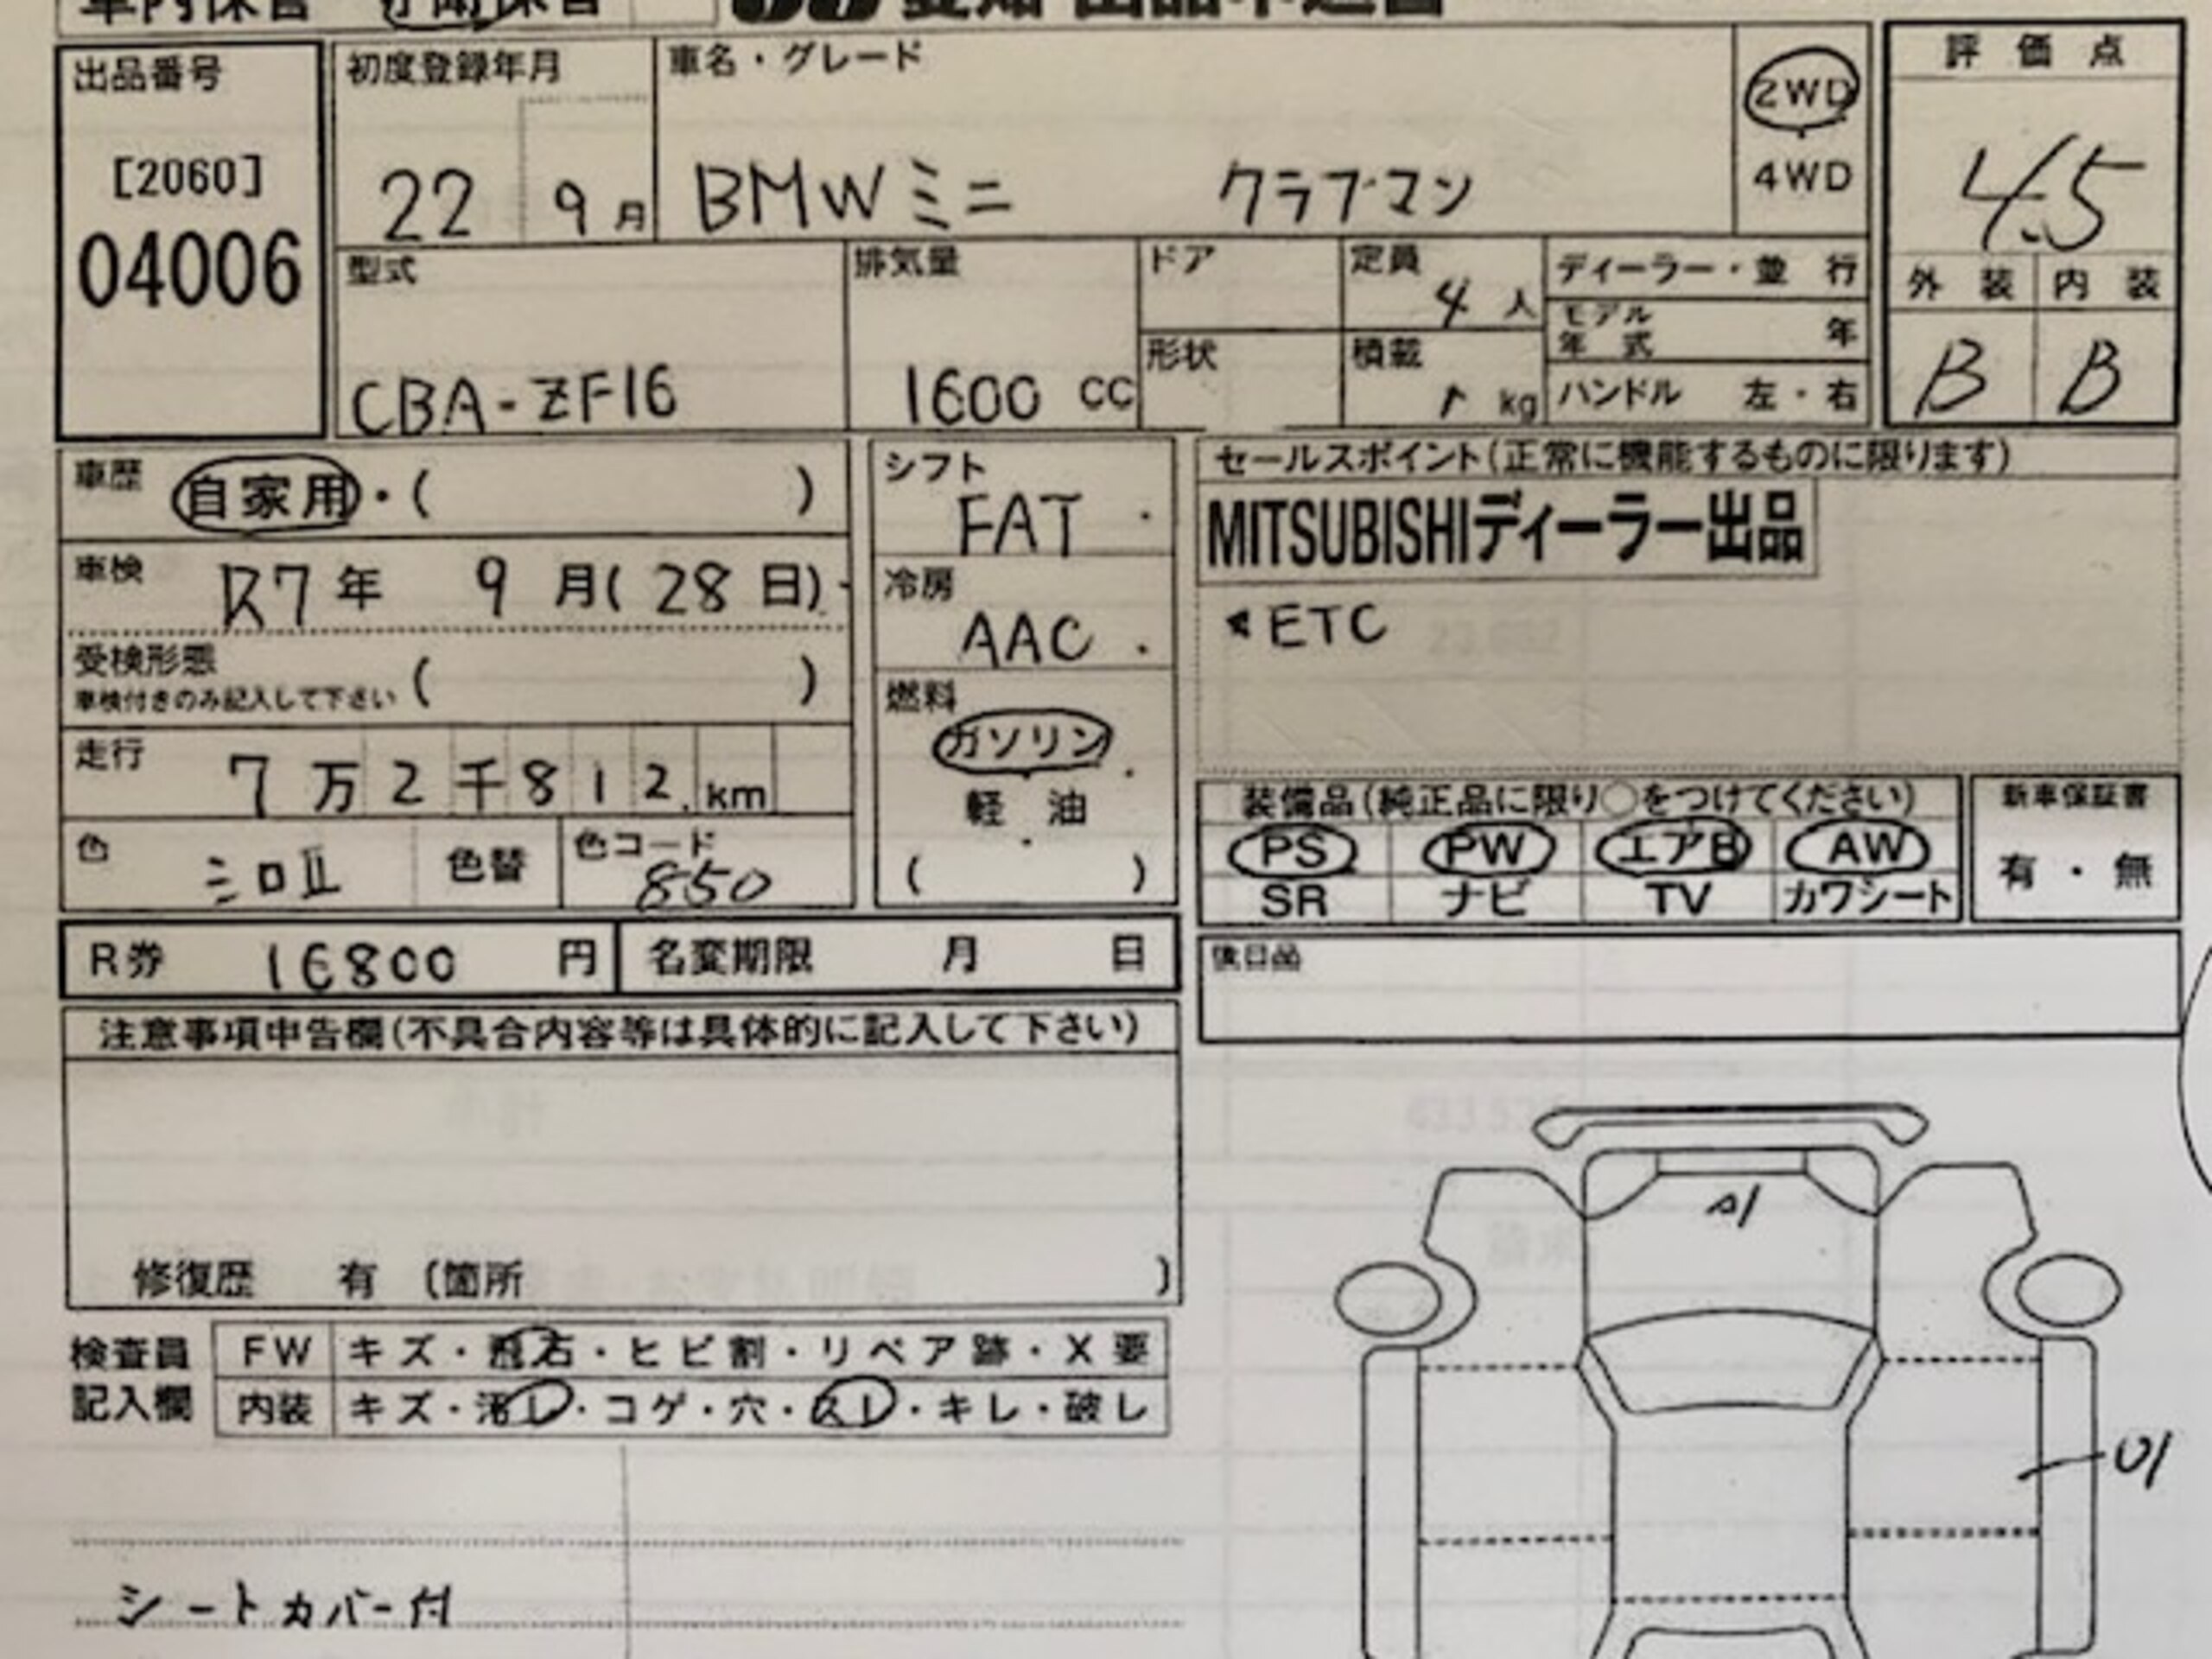 出品番号
[2060]
04006
初度登録年月
22 9月
車名・グレード
BMWミニ クラブマン
2WD
4WD
評価点
4.5
外装 内装
B B
型式
CBA-ZF16
排気量
1600 cc
ドア
形状
定員
4人
積載
kg
ディーラー・並行
モデル年式 年
ハンドル 左・右
車歴 自家用・( )
車検 R7年 9月(28日)
受検形態
車検付きのみ記入して下さい ( )
走行 7万2千812km
色 ミロⅡ 色替 色コード 850
シフト
FAT
冷房
AAC
燃料
ガソリン
軽油
( )
セールスポイント(正常に機能するものに限ります)
MITSUBISHIディーラー出品
ETC
装備品(純正品に限り○をつけてください)
PS PW エアB AW
SR ナビ TV カワシート
新車保証書
有・無
R券 16800 円 名変期限 月 日
後日品
注意事項申告欄(不具合内容等は具体的に記入して下さい)
修復歴 有 (箇所 )
検査員記入欄
FW キズ・飛石・ヒビ割・リペア跡・X要
内装 キズ・汚レ・コゲ・穴・スレ・キレ・破レ
シートカバー付
A1
U1